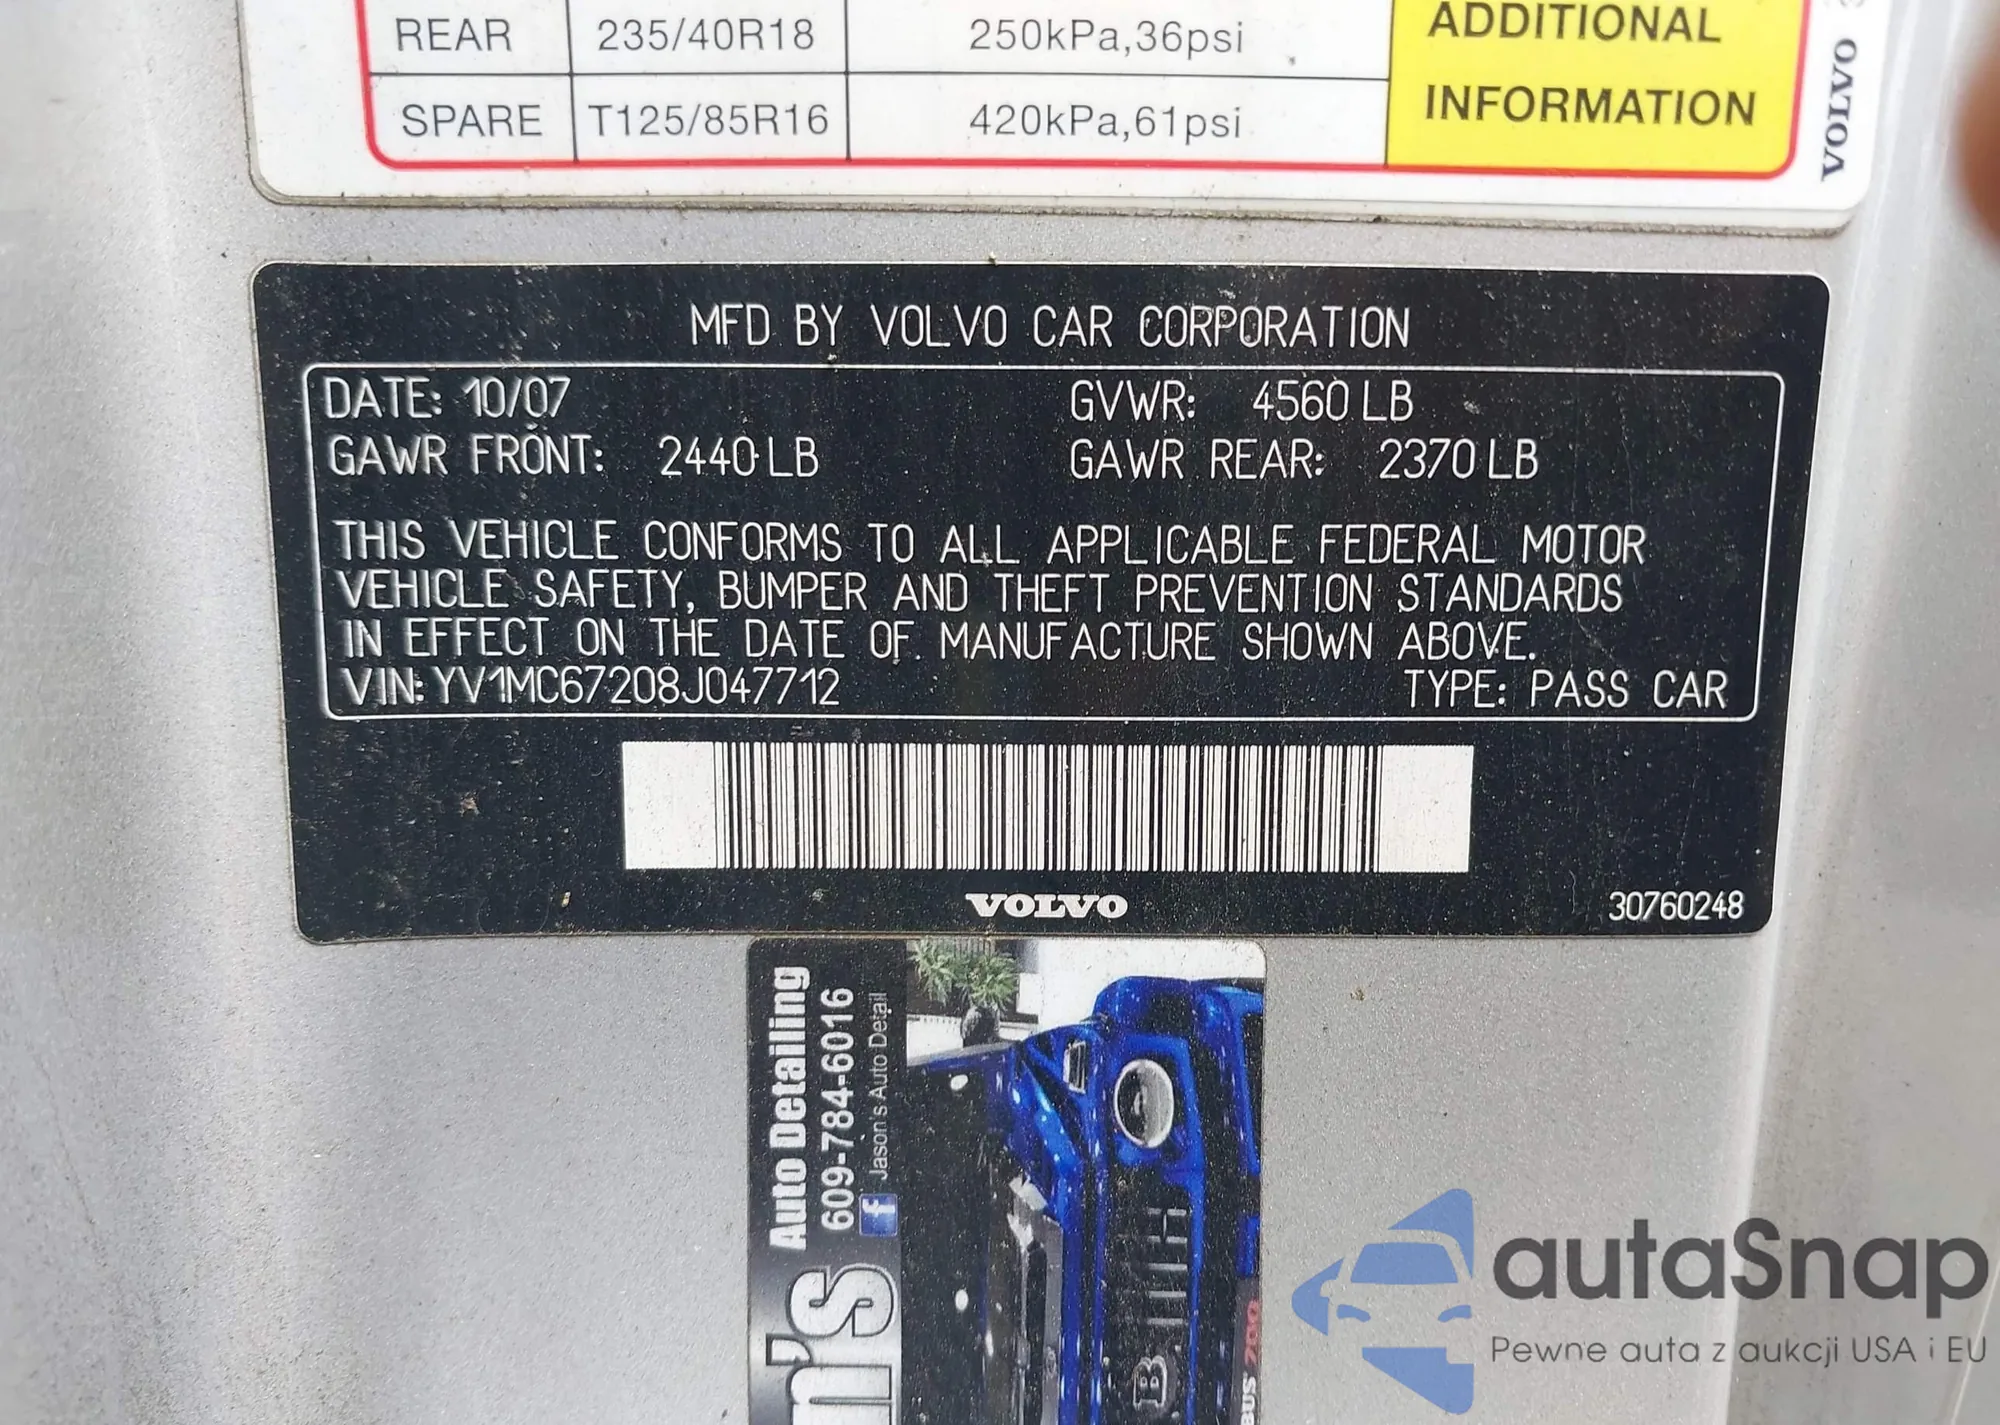 REAR 235/40R18 250kPa,36psi
SPARE T125/85R16 420kPa,61psi
ADDITIONAL
INFORMATION
VOLVO
MFD BY VOLVO CAR CORPORATION
DATE: 10/07 GVWR: 4560 LB
GAWR FRONT: 2440 LB GAWR REAR: 2370 LB
THIS VEHICLE CONFORMS TO ALL APPLICABLE FEDERAL MOTOR
VEHICLE SAFETY, BUMPER AND THEFT PREVENTION STANDARDS
IN EFFECT ON THE DATE OF MANUFACTURE SHOWN ABOVE.
VIN: YV1MC67208J047712 TYPE: PASS CAR
VOLVO
30760248
Auto Detailing
609-784-6016
f Jason's Auto Detail
n's
B
BUS 700
autaSnap
Pewne auta z aukcji USA i EU